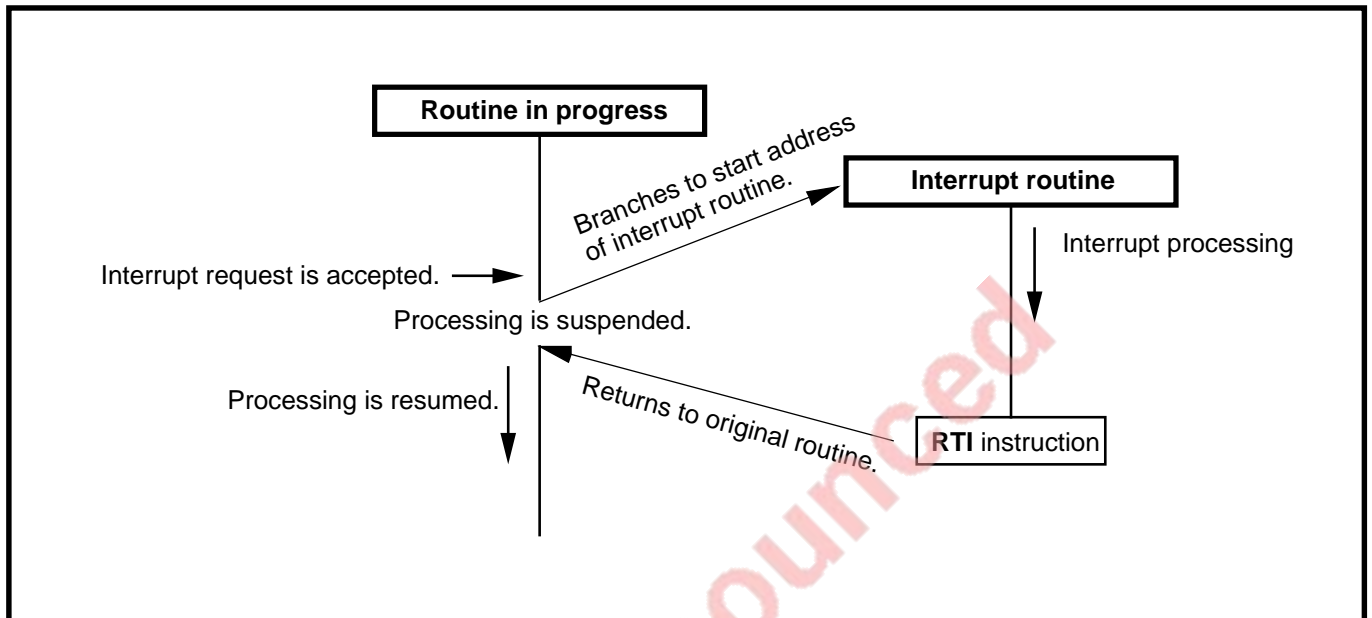 Routine in progress
Branches to start address
of interrupt routine.
Interrupt routine
Interrupt processing
Interrupt request is accepted.
Processing is suspended.
Processing is resumed.
Returns to original routine.
RTI instruction
ounced